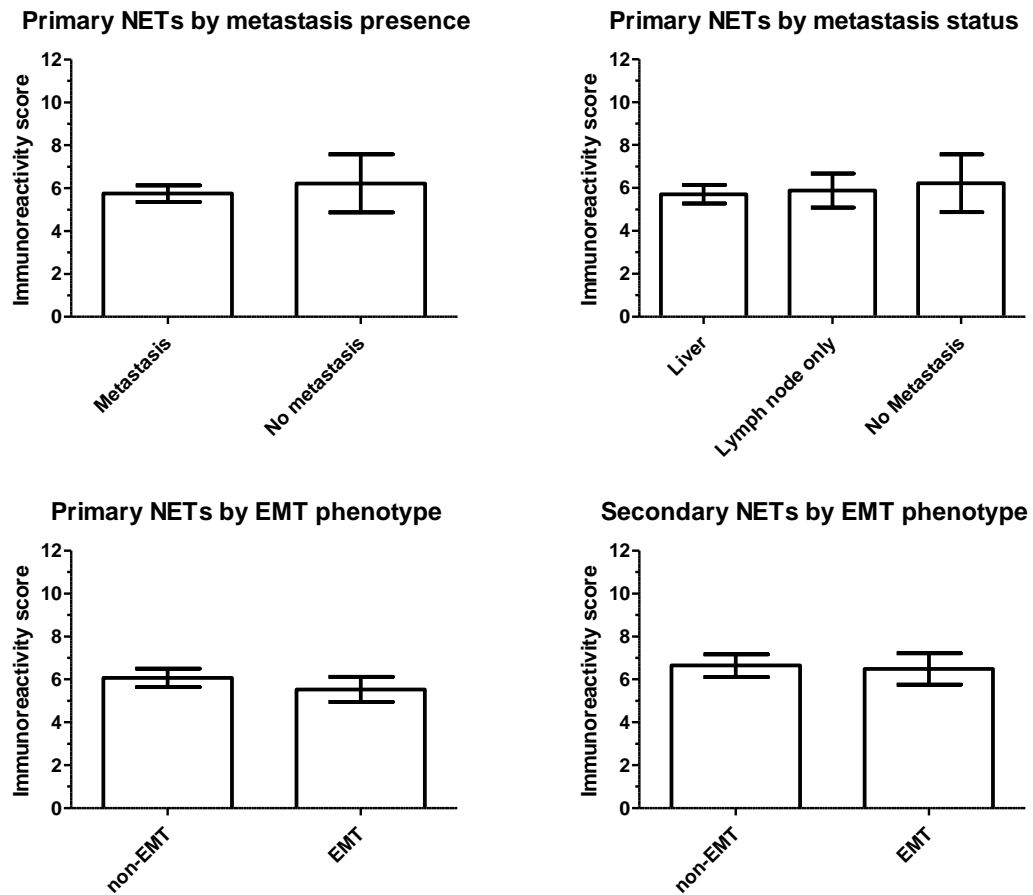 Primary NETs by metastasis presence
Immunoreactivity score
12
10
8
6
4
2
0
Metastasis
No metastasis
Primary NETs by metastasis status
Immunoreactivity score
12
10
8
6
4
2
0
Liver
Lymph node only
No Metastasis
Primary NETs by EMT phenotype
Immunoreactivity score
12
10
8
6
4
2
0
non-EMT
EMT
Secondary NETs by EMT phenotype
Immunoreactivity score
12
10
8
6
4
2
0
non-EMT
EMT